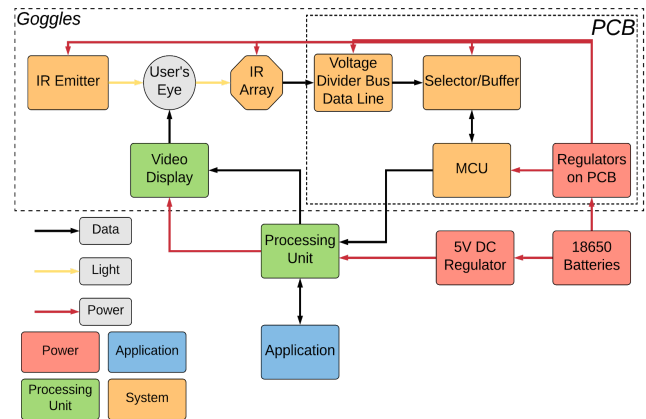 Goggles
PCB
IR Emitter
User's
Eye
IR
Array
Voltage
Divider Bus
Data Line
Selector/Buffer
Video
Display
MCU
Regulators
on PCB
Data
Processing
Unit
5V DC
Regulator
18650
Batteries
Light
Power
Power
Application
Application
Processing
Unit
System